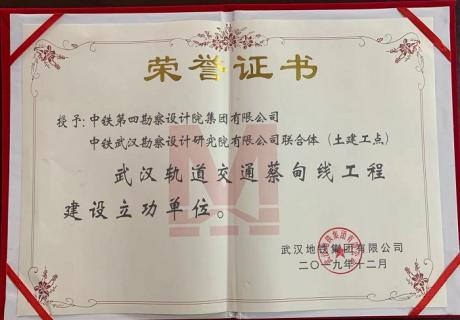 荣誉证书
授予:中铁第四勘察设计院集团有限公司
中铁武汉勘察设计研究院有限公司联合体（土建工点）
武汉轨道交通蔡甸线工程
建设立功单位。
武汉地铁集团有限公司
二〇一九年十二月